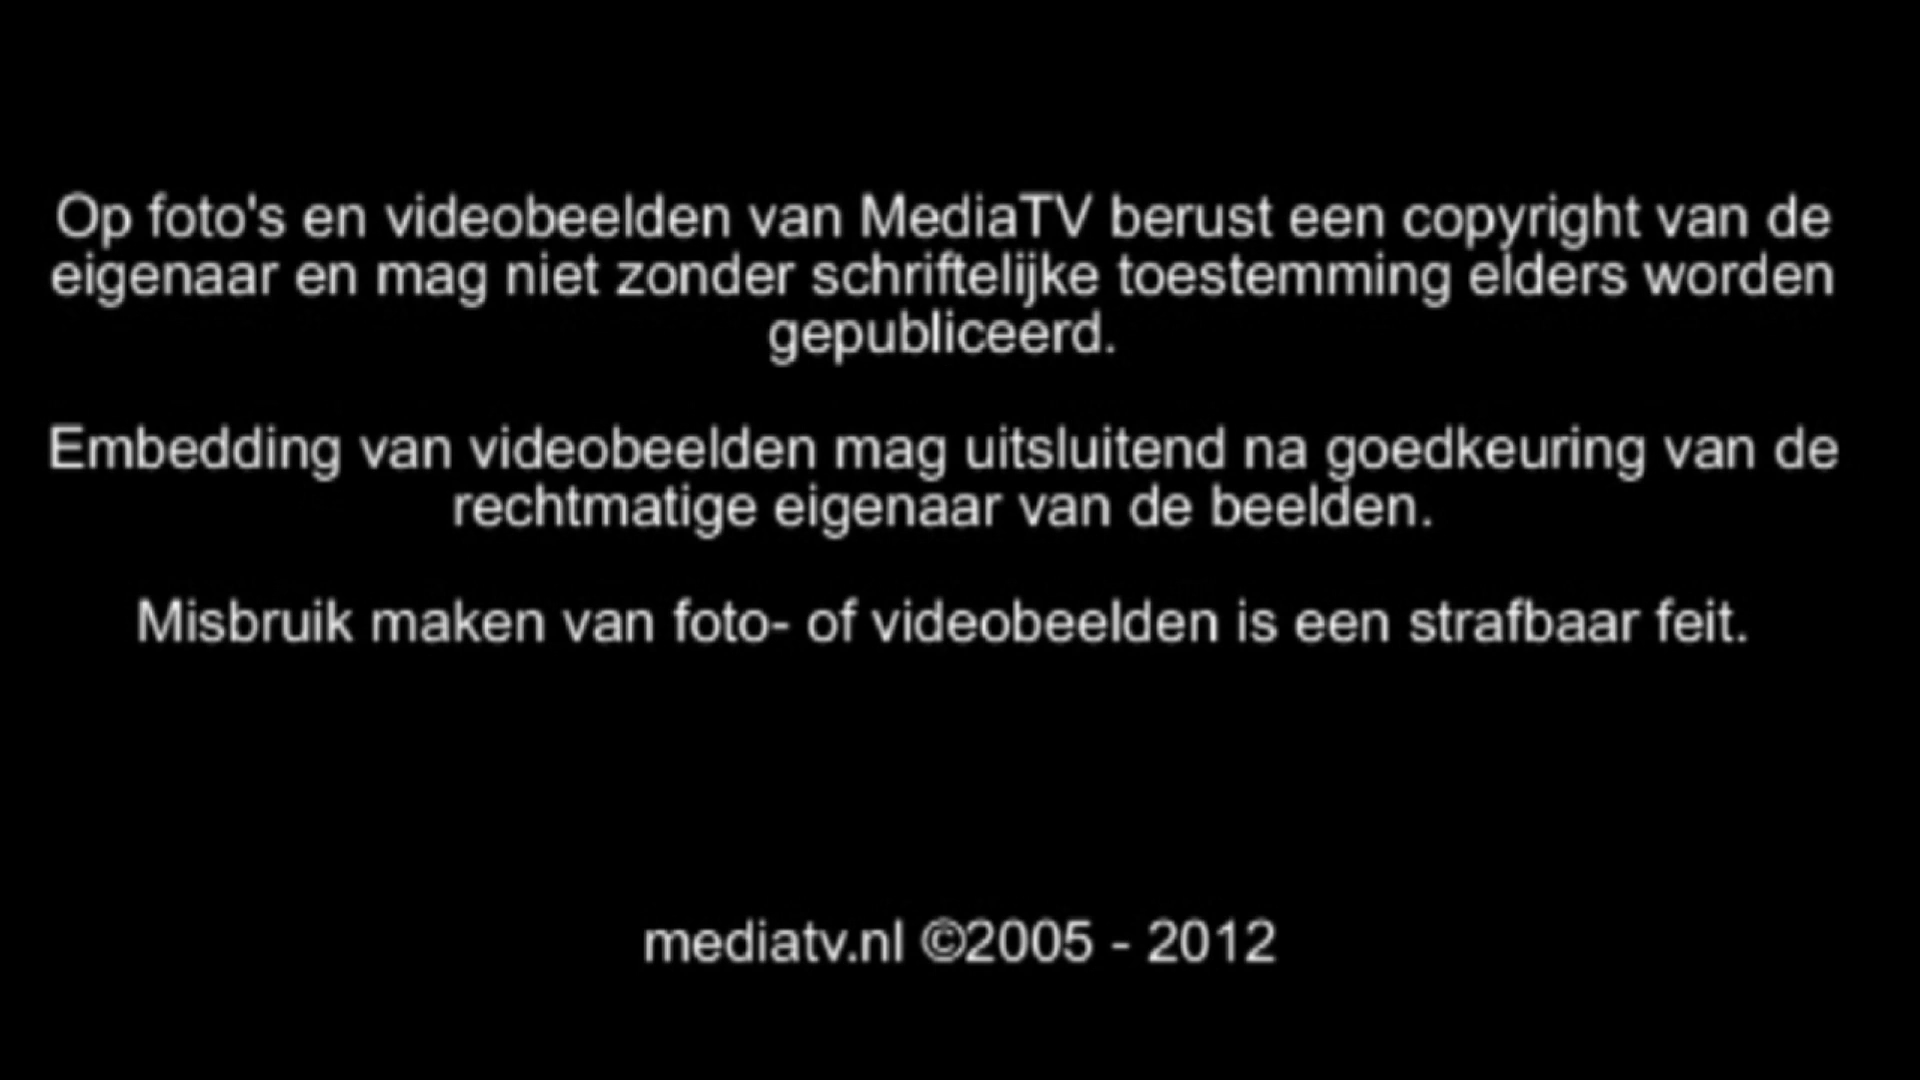 Op foto's en videobeelden van MediaTV berust een copyright van de
eigenaar en mag niet zonder schriftelijke toestemming elders worden
gepubliceerd.
Embedding van videobeelden mag uitsluitend na goedkeuring van de
rechtmatige eigenaar van de beelden.
Misbruik maken van foto- of videobeelden is een strafbaar feit.
mediatv.nl ©2005 - 2012